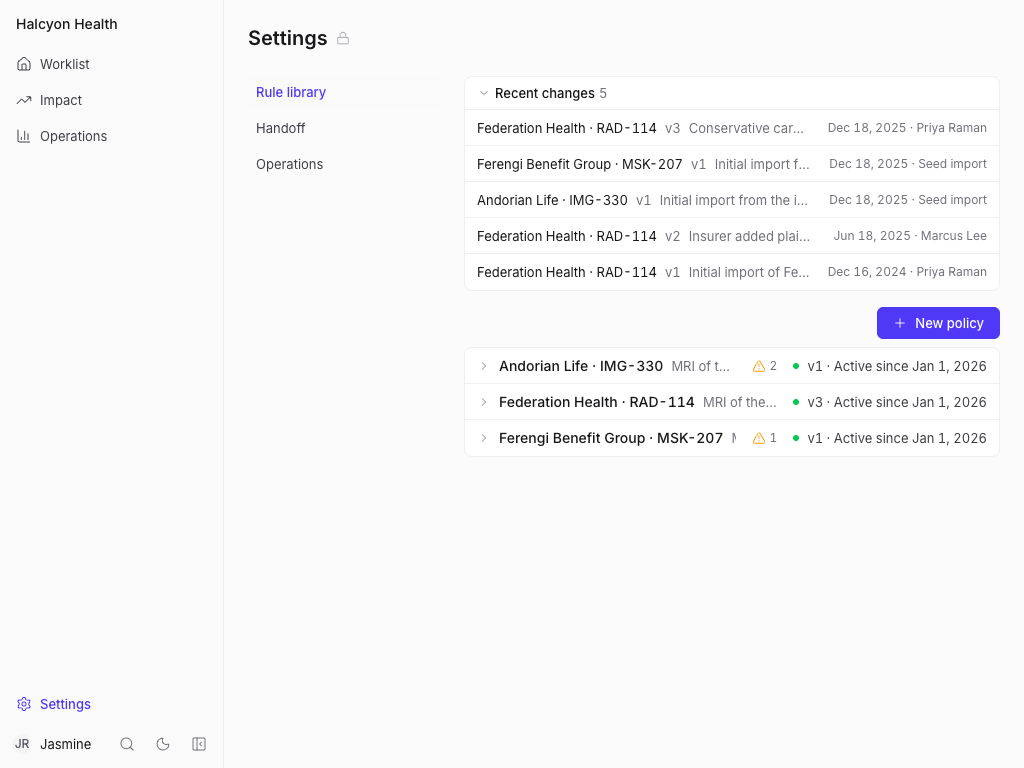 Halcyon Health
Worklist
Impact
Operations
Settings
JR Jasmine
Settings
Rule library
Handoff
Operations
Recent changes 5
Federation Health · RAD-114 v3 Conservative car... Dec 18, 2025 · Priya Raman
Ferengi Benefit Group · MSK-207 v1 Initial import f... Dec 18, 2025 · Seed import
Andorian Life · IMG-330 v1 Initial import from the i... Dec 18, 2025 · Seed import
Federation Health · RAD-114 v2 Insurer added plai... Jun 18, 2025 · Marcus Lee
Federation Health · RAD-114 v1 Initial import of Fe... Dec 16, 2024 · Priya Raman
New policy
Andorian Life · IMG-330 MRI of t... 2 v1 · Active since Jan 1, 2026
Federation Health · RAD-114 MRI of the... v3 · Active since Jan 1, 2026
Ferengi Benefit Group · MSK-207 1 v1 · Active since Jan 1, 2026